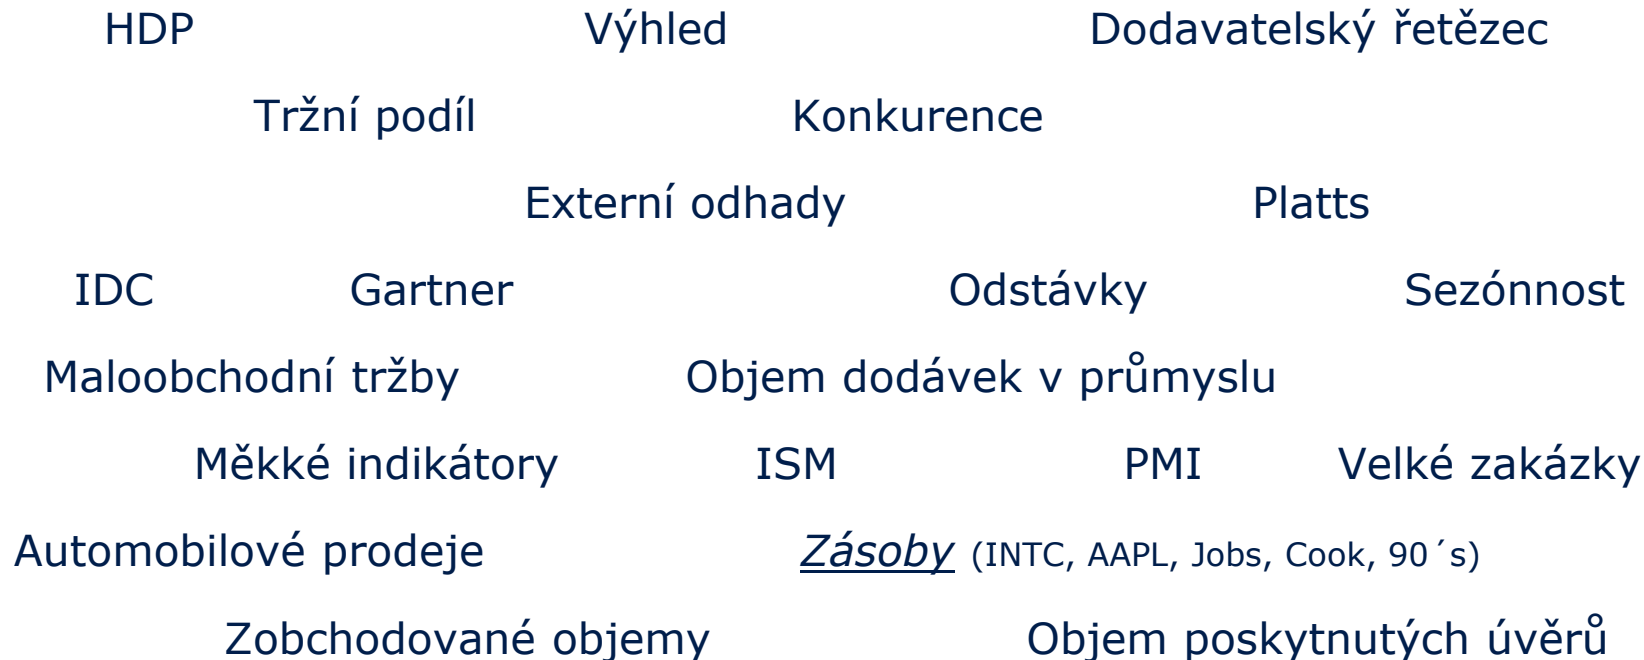 HDP Výhled Dodavatelský řetězec
Tržní podíl Konkurence
Externí odhady Platts
IDC Gartner Odstávky Sezónnost
Maloobchodní tržby Objem dodávek v průmyslu
Měkké indikátory ISM PMI Velké zakázky
Automobilové prodeje Zásoby (INTC, AAPL, Jobs, Cook, 90´s)
Zobchodované objemy Objem poskytnutých úvěrů